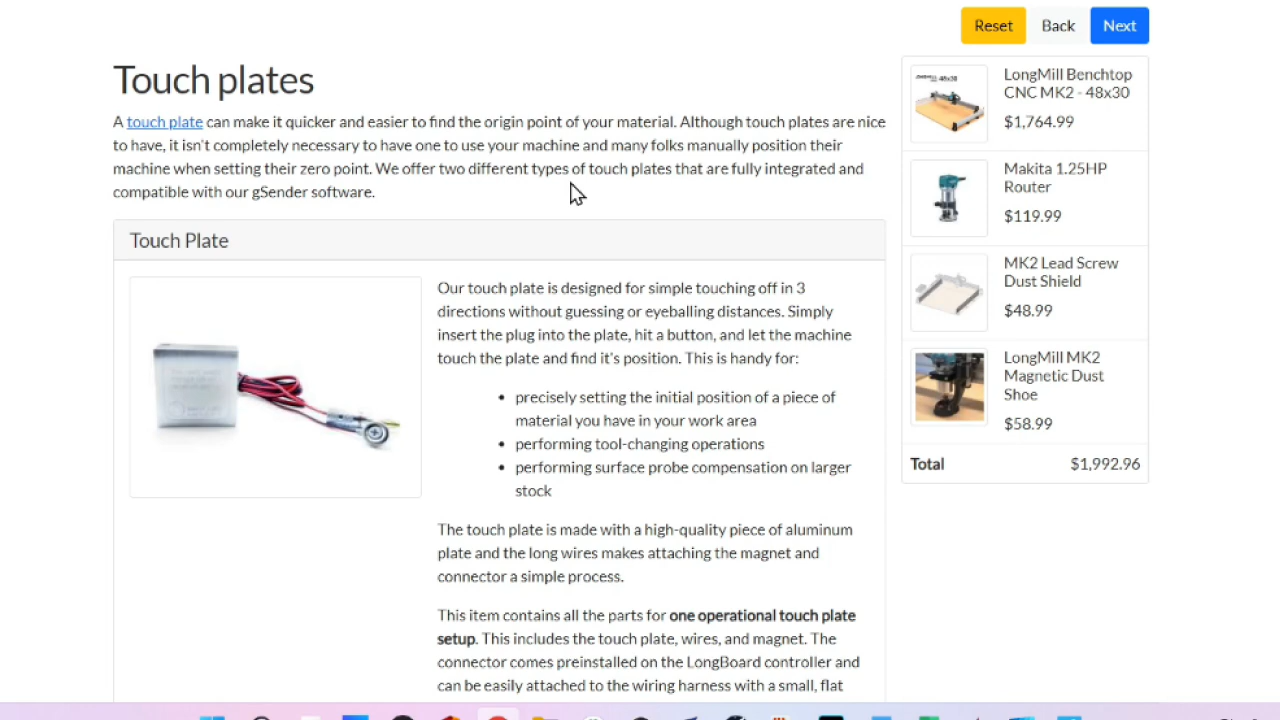 Reset Back Next
Touch plates
A touch plate can make it quicker and easier to find the origin point of your material. Although touch plates are nice
to have, it isn't completely necessary to have one to use your machine and many folks manually position their
machine when setting their zero point. We offer two different types of touch plates that are fully integrated and
compatible with our gSender software.
Touch Plate
Our touch plate is designed for simple touching off in 3
directions without guessing or eyeballing distances. Simply
insert the plug into the plate, hit a button, and let the machine
touch the plate and find it's position. This is handy for:
• precisely setting the initial position of a piece of
material you have in your work area
• performing tool-changing operations
• performing surface probe compensation on larger
stock
The touch plate is made with a high-quality piece of aluminum
plate and the long wires makes attaching the magnet and
connector a simple process.
This item contains all the parts for one operational touch plate
setup. This includes the touch plate, wires, and magnet. The
connector comes preinstalled on the LongBoard controller and
can be easily attached to the wiring harness with a small, flat
LongMill Benchtop
CNC MK2 - 48x30
$1,764.99
Makita 1.25HP
Router
$119.99
MK2 Lead Screw
Dust Shield
$48.99
LongMill MK2
Magnetic Dust
Shoe
$58.99
Total $1,992.96